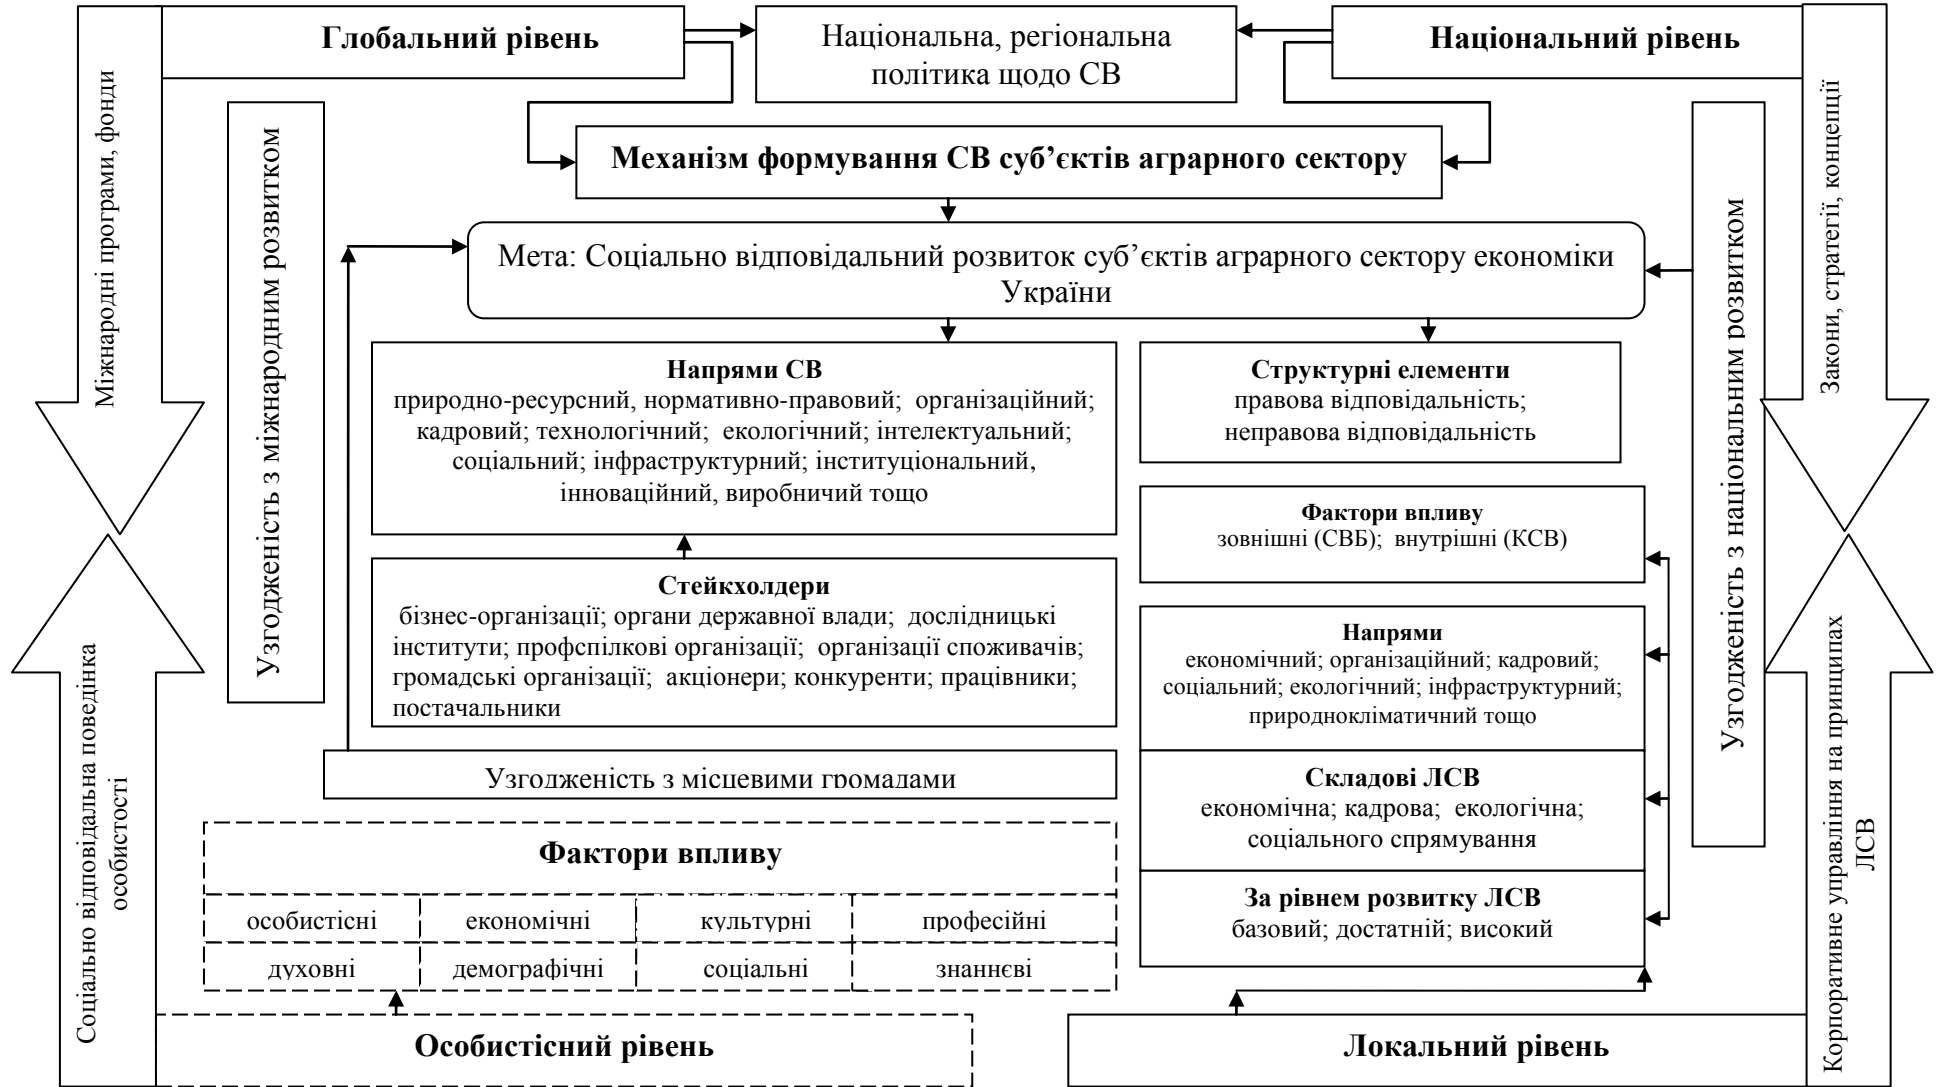 Глобальний рівень
Національна, регіональна
політика щодо СВ
Національний рівень
Міжнародні програми, фонди
Узгодженість з міжнародним розвитком
Механізм формування СВ суб’єктів аграрного сектору
Закони, стратегії, концепції
Узгодженість з національним розвитком
Мета: Соціально відповідальний розвиток суб’єктів аграрного сектору економіки
України
Напрями СВ
природно-ресурсний, нормативно-правовий; організаційний;
кадровий; технологічний; екологічний; інтелектуальний;
соціальний; інфраструктурний; інституціональний,
інноваційний, виробничий тощо
Структурні елементи
правова відповідальність;
неправова відповідальність
Фактори впливу
зовнішні (СВБ); внутрішні (КСВ)
Стейкхолдери
бізнес-організації; органи державної влади; дослідницькі
інститути; профспілкові організації; організації споживачів;
громадські організації; акціонери; конкуренти; працівники;
постачальники
Напрями
економічний; організаційний; кадровий;
соціальний; екологічний; інфраструктурний;
природнокліматичний тощо
Узгодженість з місцевими громадами
Складові ЛСВ
економічна; кадрова; екологічна;
соціального спрямування
Соціально відповідальна поведінка
особистості
Корпоративне управління на принципах
ЛСВ
Фактори впливу
особистісні
економічні
культурні
професійні
духовні
демографічні
соціальні
знаннєві
За рівнем розвитку ЛСВ
базовий; достатній; високий
Особистісний рівень
Локальний рівень